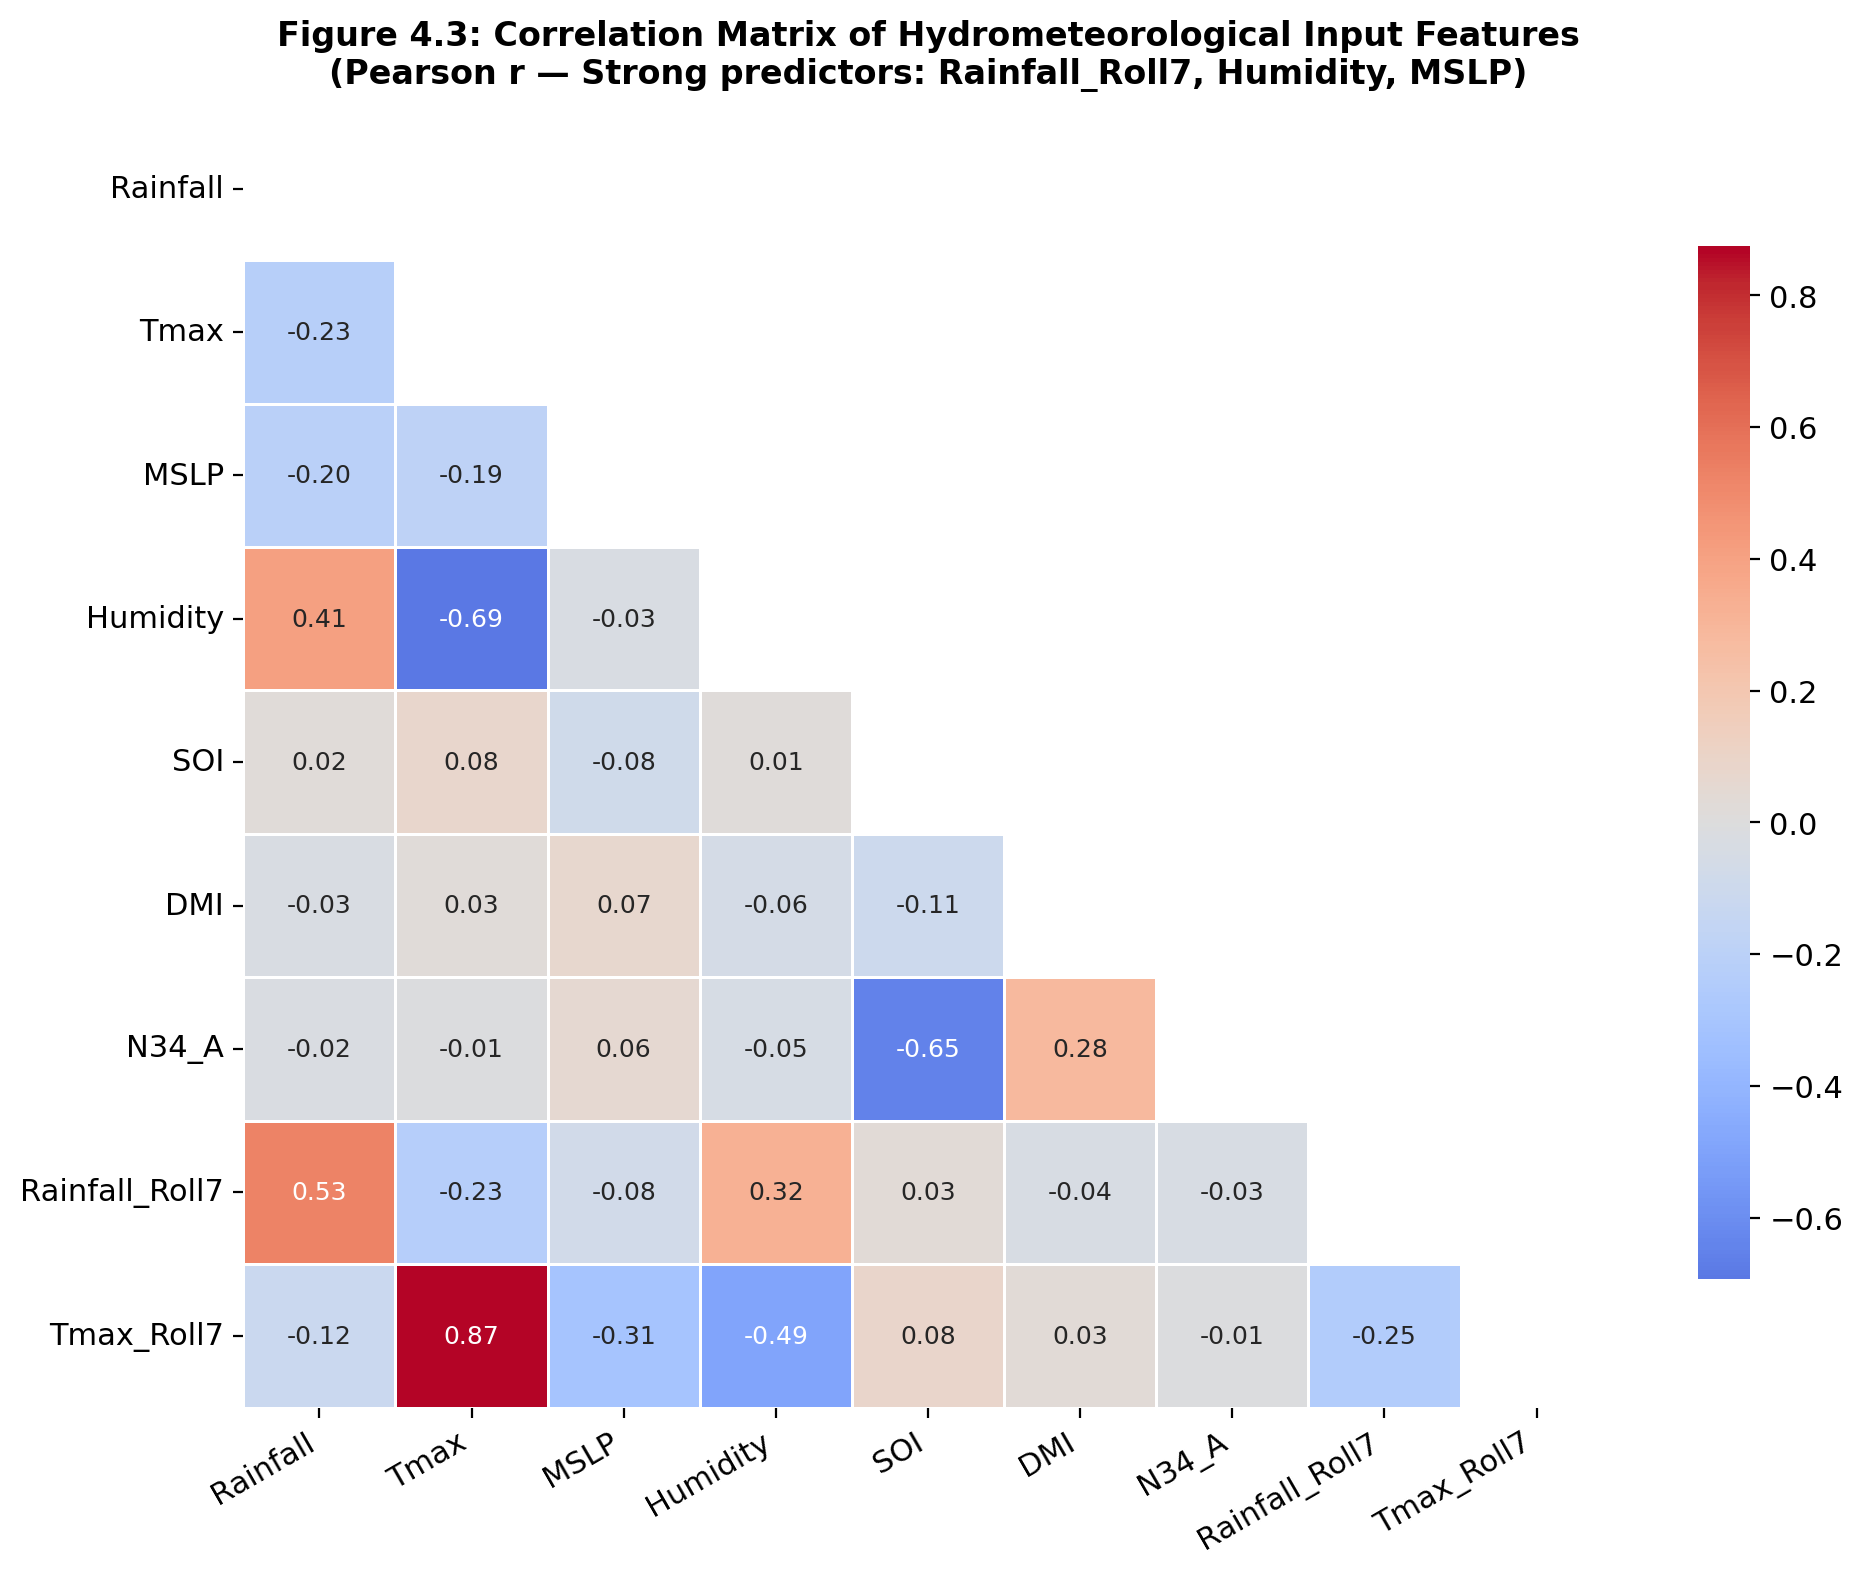 Figure 4.3: Correlation Matrix of Hydrometeorological Input Features
(Pearson r — Strong predictors: Rainfall_Roll7, Humidity, MSLP)
Rainfall
0.8
Tmax -0.23
0.6
MSLP -0.20 -0.19
0.4
Humidity 0.41 -0.69 -0.03
0.2
SOI 0.02 0.08 -0.08 0.01
0.0
DMI -0.03 0.03 0.07 -0.06 -0.11
−0.2
N34_A -0.02 -0.01 0.06 -0.05 -0.65 0.28
−0.4
Rainfall_Roll7 0.53 -0.23 -0.08 0.32 0.03 -0.04 -0.03
−0.6
Tmax_Roll7 -0.12 0.87 -0.31 -0.49 0.08 0.03 -0.01 -0.25
Rainfall Tmax MSLP Humidity SOI DMI N34_A Rainfall_Roll7 Tmax_Roll7